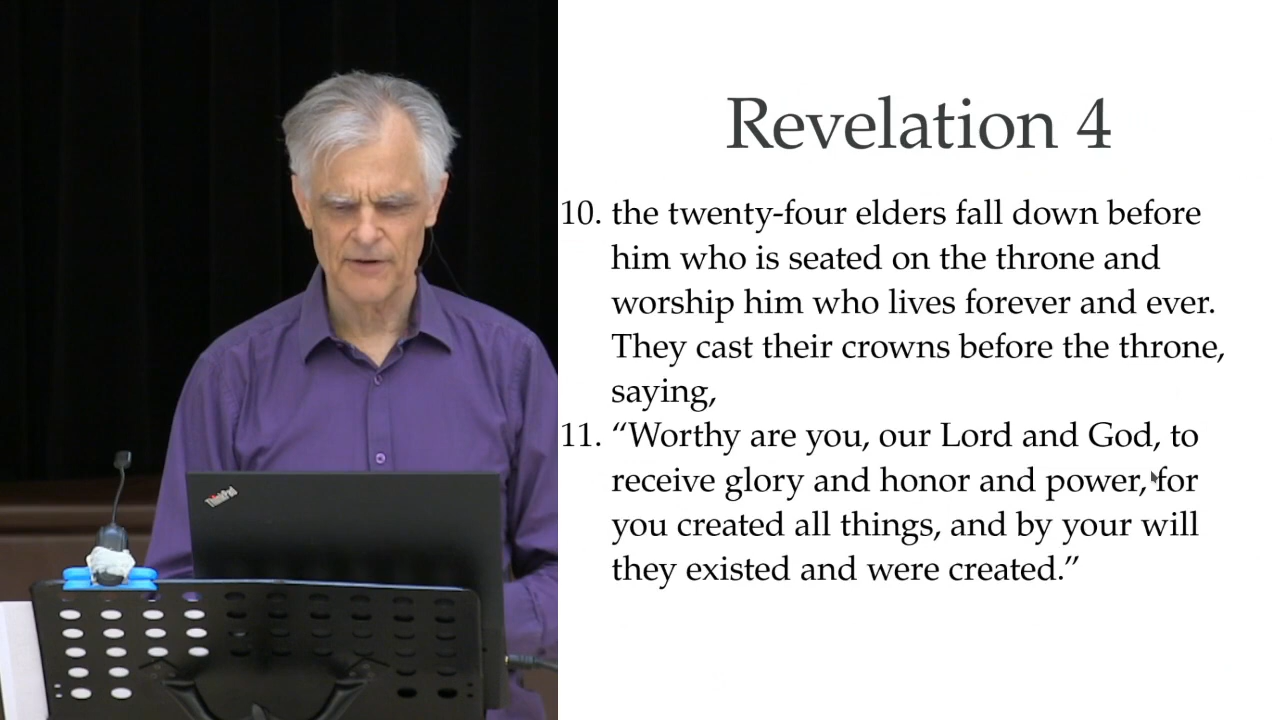 Revelation 4
10. the twenty-four elders fall down before
him who is seated on the throne and
worship him who lives forever and ever.
They cast their crowns before the throne,
saying,
11. “Worthy are you, our Lord and God, to
receive glory and honor and power, for
you created all things, and by your will
they existed and were created.”
ThinkPad